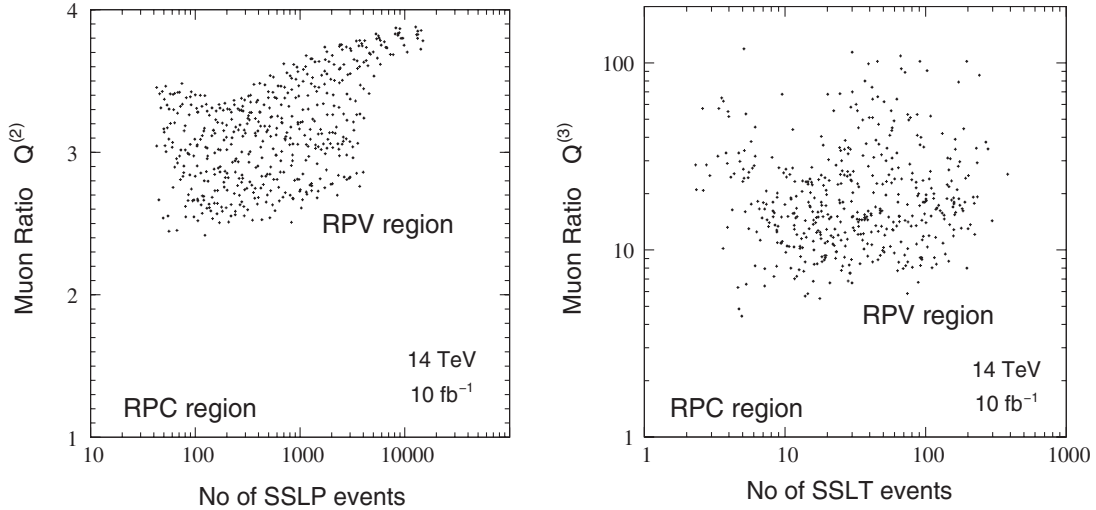 4
3
2
1
10
100
1000
10000
Muon Ratio Q(2)
RPV region
14 TeV
10 fb−1
RPC region
No of SSLP events
100
10
1
1
10
100
1000
Muon Ratio Q(3)
RPV region
14 TeV
10 fb−1
RPC region
No of SSLT events